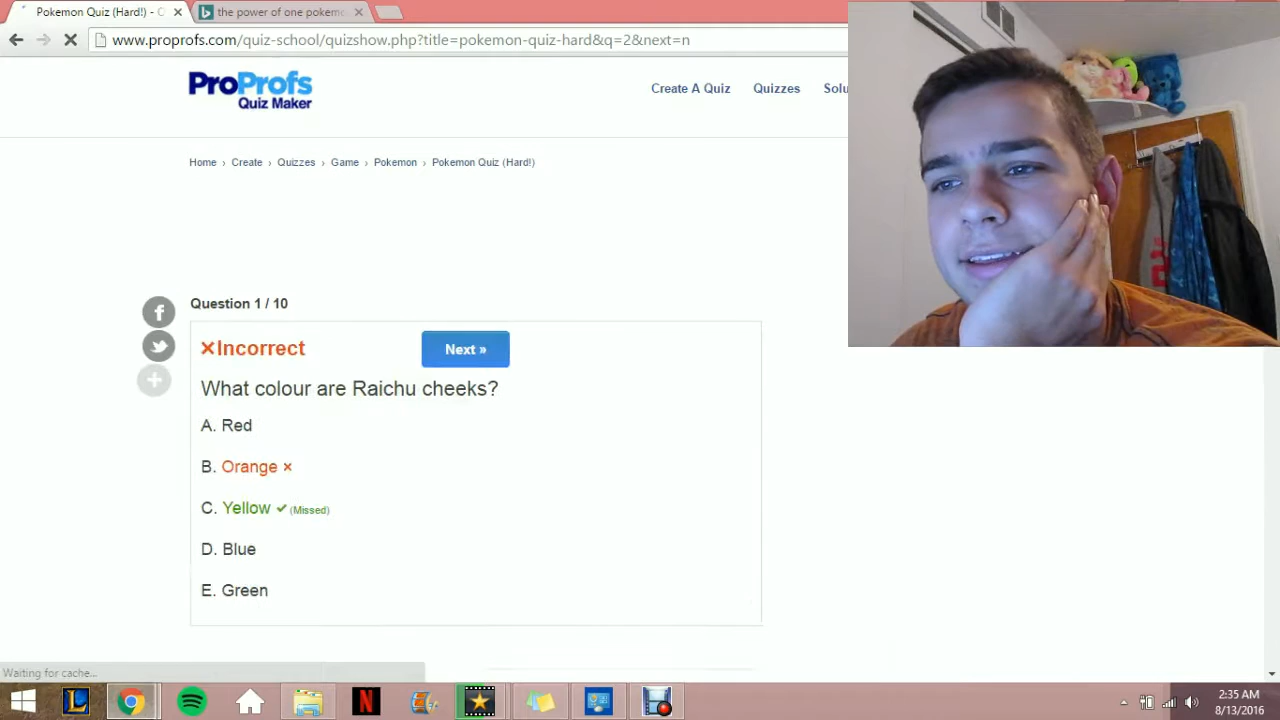 Pokemon Quiz (Hard!) - C
the power of one pokemo
www.proprofs.com/quiz-school/quizshow.php?title=pokemon-quiz-hard&q=2&next=n
ProProfs
Quiz Maker
Create A Quiz
Quizzes
Solu
Home › Create › Quizzes › Game › Pokemon › Pokemon Quiz (Hard!)
Question 1 / 10
×Incorrect
Next »
What colour are Raichu cheeks?
A. Red
B. Orange ×
C. Yellow ✓ (Missed)
D. Blue
E. Green
Waiting for cache...
2:35 AM
8/13/2016